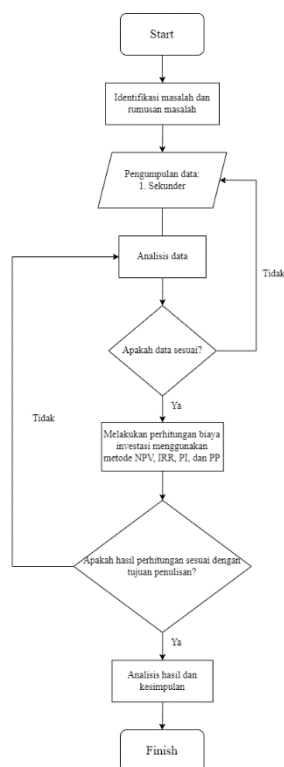 Start
Identifikasi masalah dan
rumusan masalah
Pengumpulan data:
1. Sekunder
Analisis data
Tidak
Apakah data sesuai?
Ya
Tidak
Melakukan perhitungan biaya
investasi menggunakan
metode NPV, IRR, PI, dan PP
Apakah hasil perhitungan sesuai dengan
tujuan penulisan?
Ya
Analisis hasil dan
kesimpulan
Finish